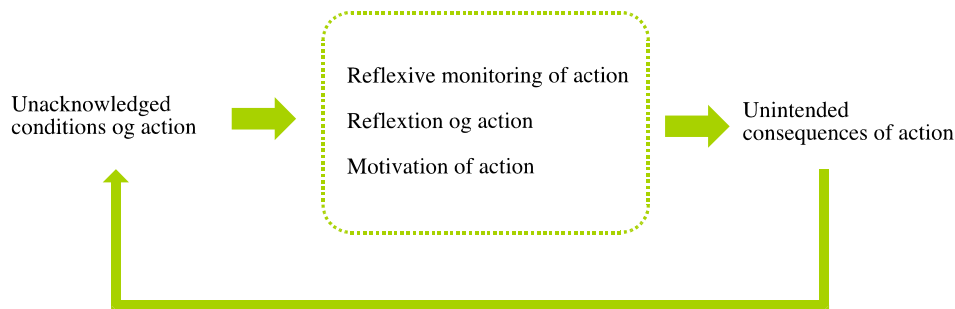 Unacknowledged
conditions og action
Reflexive monitoring of action
Reflextion og action
Motivation of action
Unintended
consequences of action